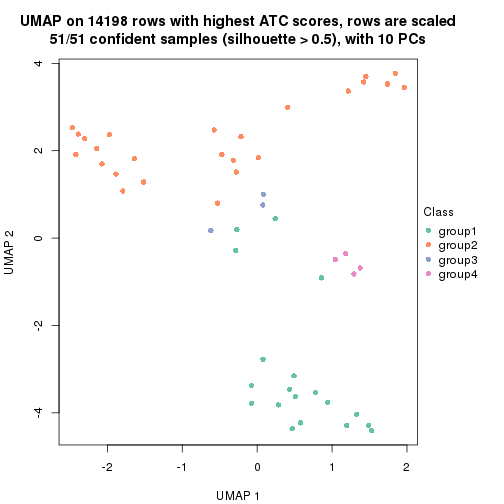 UMAP on 14198 rows with highest ATC scores, rows are scaled
51/51 confident samples (silhouette > 0.5), with 10 PCs
4
2
0
-2
-4
UMAP 2
-2
-1
0
1
2
UMAP 1
Class
group1
group2
group3
group4